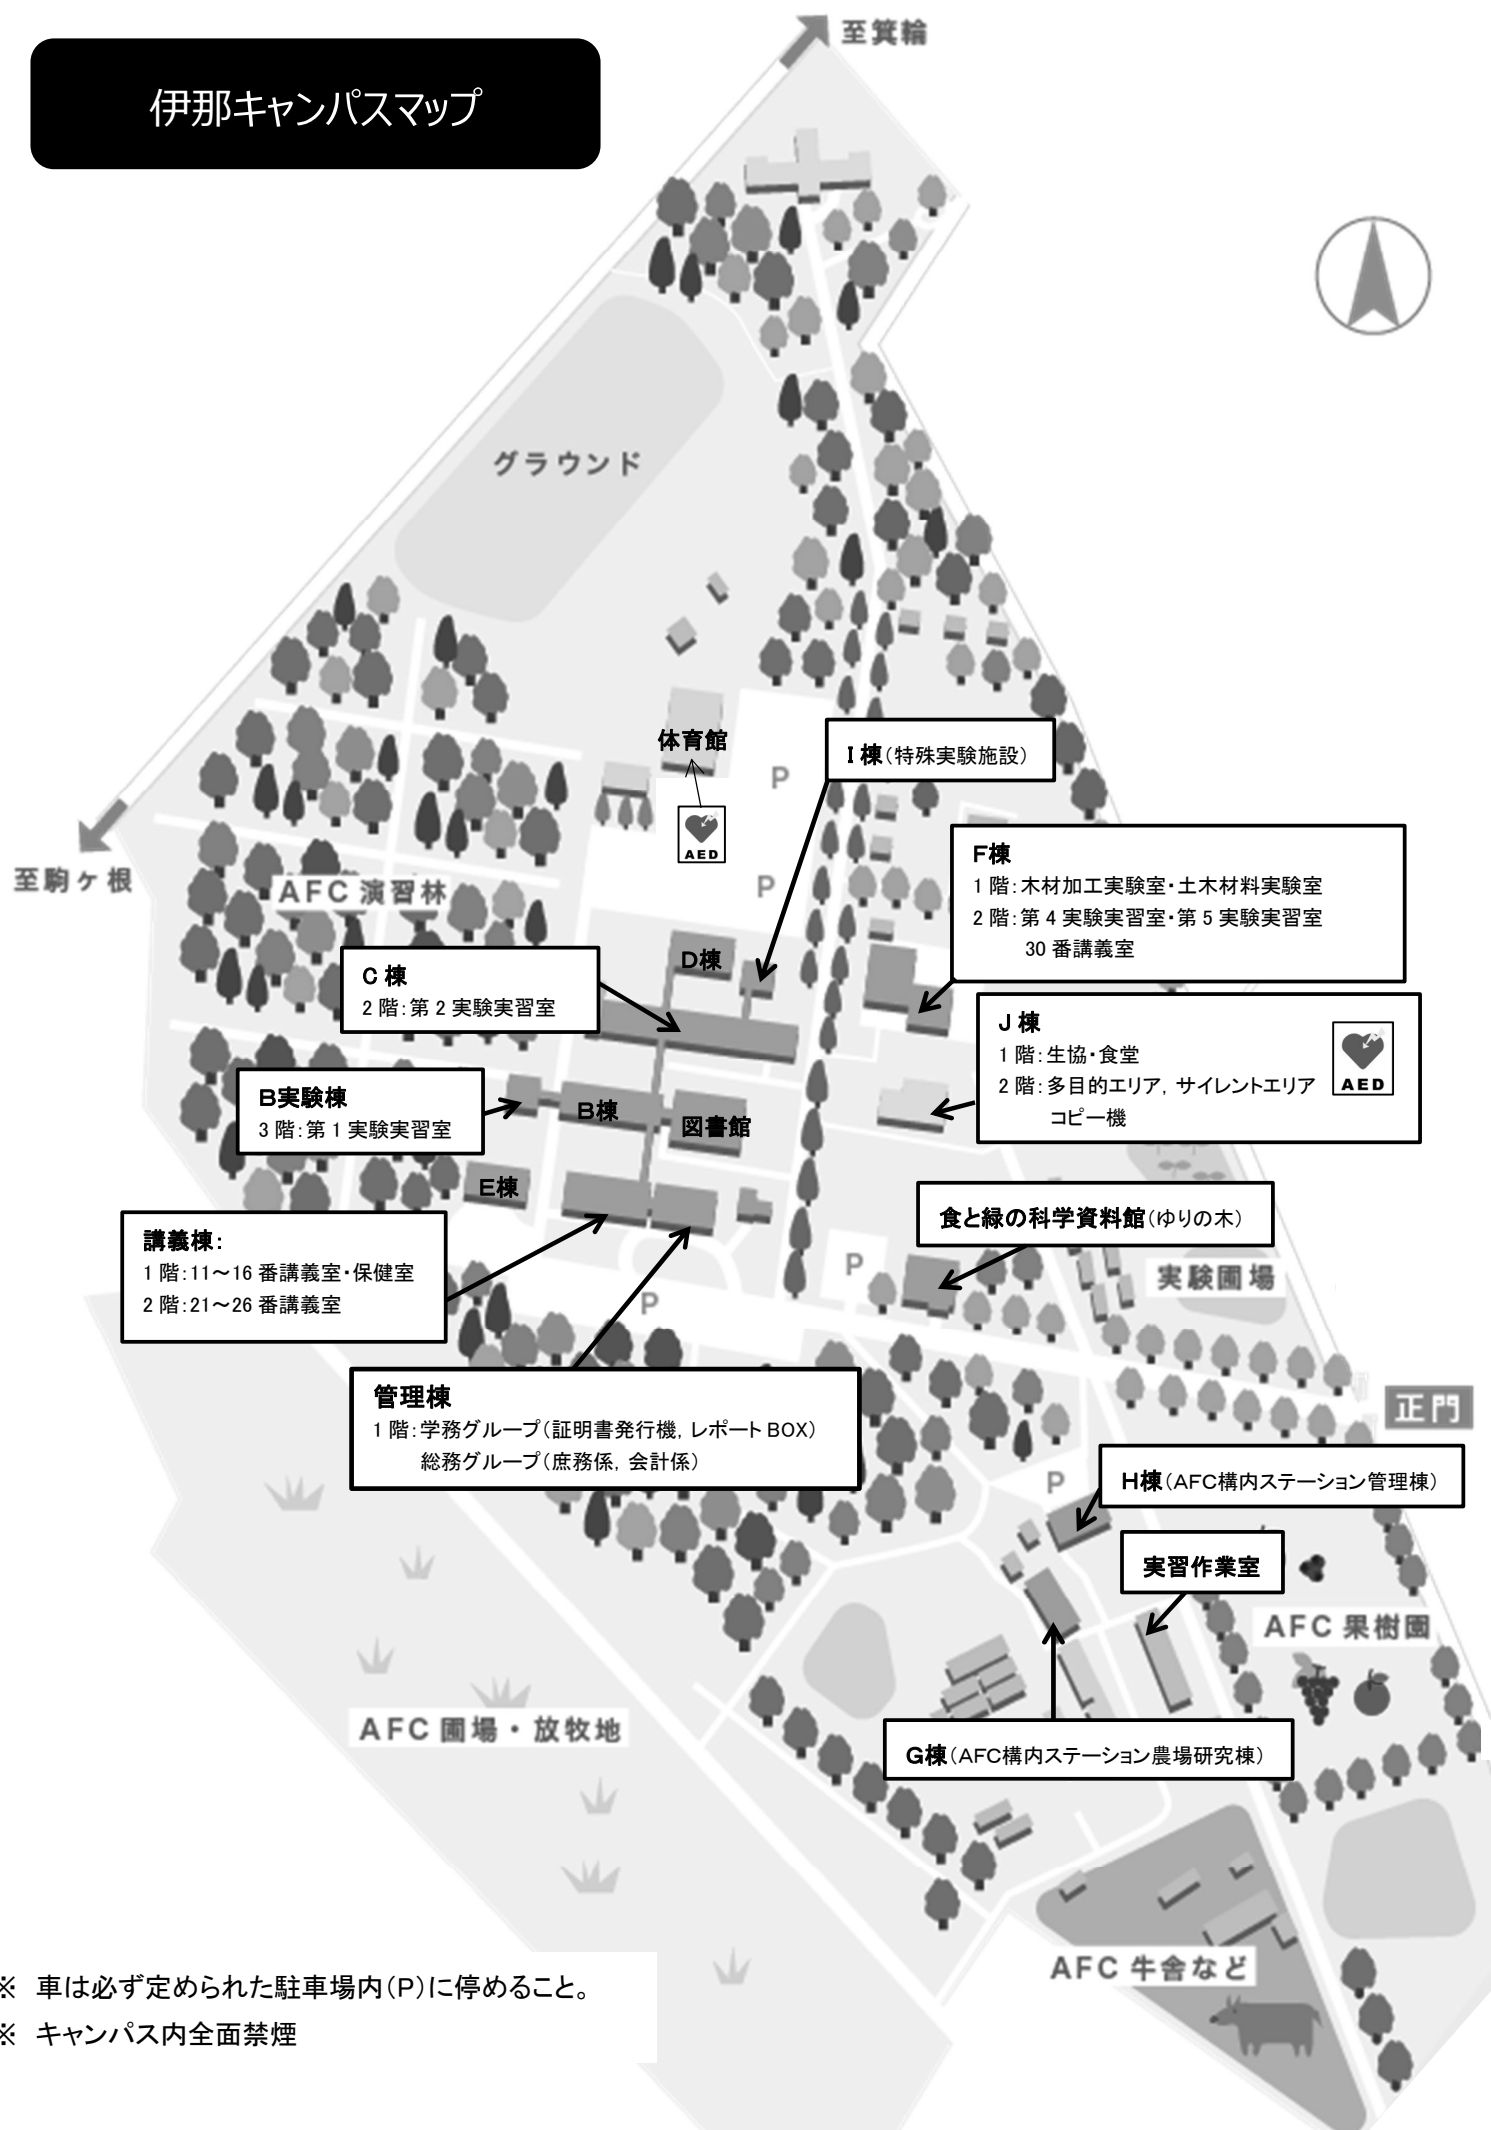 至箕輪
伊那キャンパスマップ
グラウンド
体育館
I 棟(特殊実験施設)
P
AED
至駒ヶ根
AFC 演習林
P
F棟
1 階:木材加工実験室・土木材料実験室
2 階:第 4 実験実習室・第 5 実験実習室
30 番講義室
D棟
C 棟
2 階:第 2 実験実習室
J 棟
1 階:生協・食堂
2 階:多目的エリア, サイレントエリア
コピー機
AED
B実験棟
3 階:第 1 実験実習室
B棟
図書館
E棟
食と緑の科学資料館(ゆりの木)
講義棟:
1 階:11～16 番講義室・保健室
2 階:21～26 番講義室
P
実験圃場
P
管理棟
1 階:学務グループ(証明書発行機, レポート BOX)
総務グループ(庶務係, 会計係)
正門
P
H棟(AFC構内ステーション管理棟)
実習作業室
AFC 果樹園
AFC 圃場・放牧地
G棟(AFC構内ステーション農場研究棟)
AFC 牛舎など
※ 車は必ず定められた駐車場内(P)に停めること。
※ キャンパス内全面禁煙